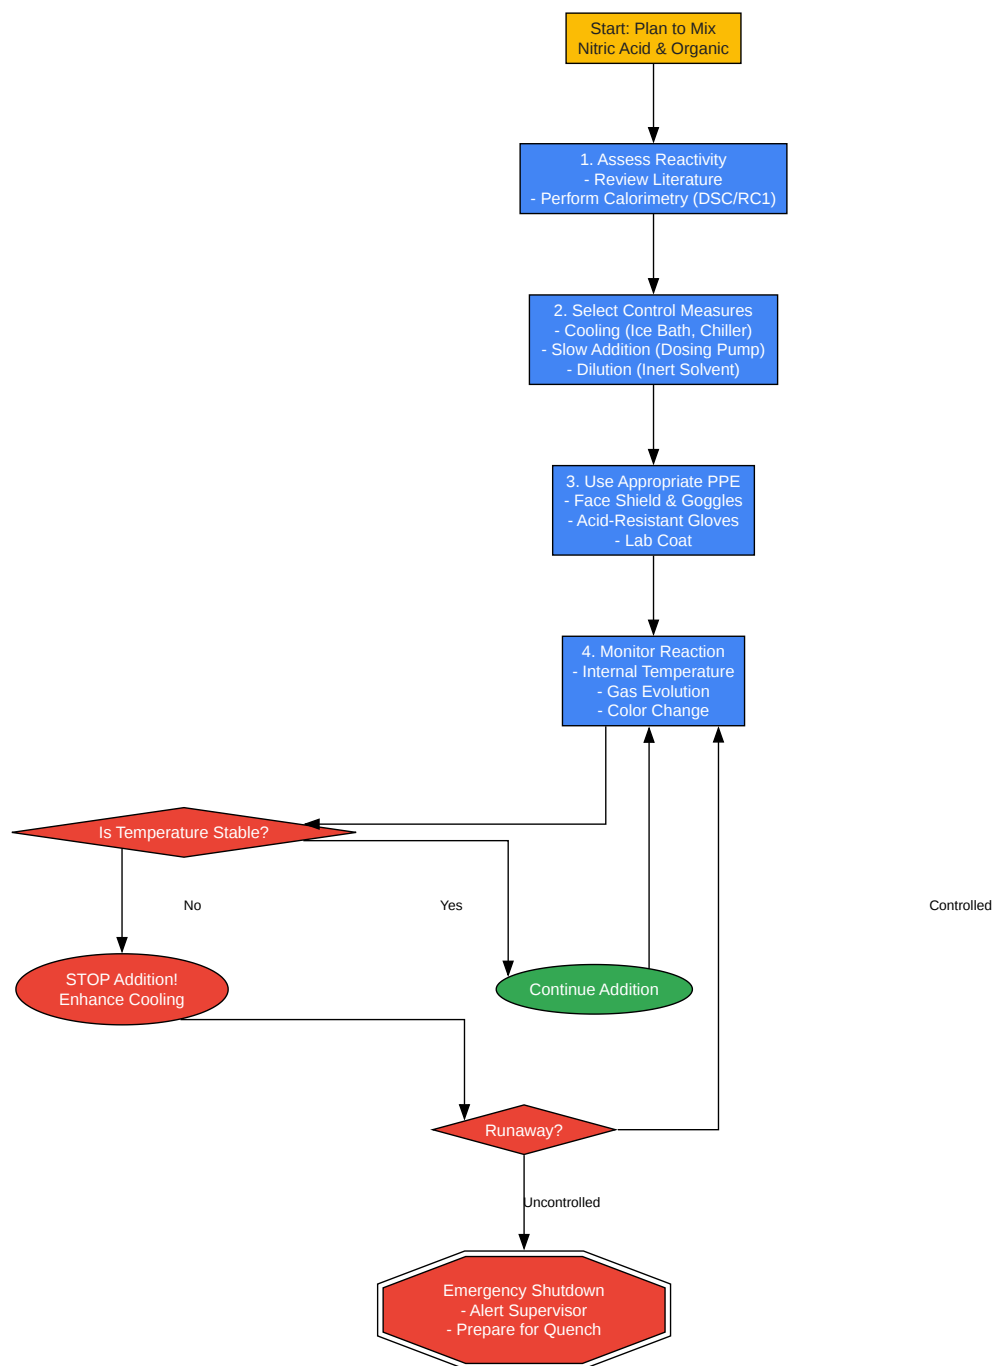 Start: Plan to Mix
Nitric Acid & Organic
1. Assess Reactivity
- Review Literature
- Perform Calorimetry (DSC/RC1)
2. Select Control Measures
- Cooling (Ice Bath, Chiller)
- Slow Addition (Dosing Pump)
- Dilution (Inert Solvent)
3. Use Appropriate PPE
- Face Shield & Goggles
- Acid-Resistant Gloves
- Lab Coat
4. Monitor Reaction
- Internal Temperature
- Gas Evolution
- Color Change
Is Temperature Stable?
No
Yes
Controlled
STOP Addition!
Enhance Cooling
Continue Addition
Runaway?
Uncontrolled
Emergency Shutdown
- Alert Supervisor
- Prepare for Quench